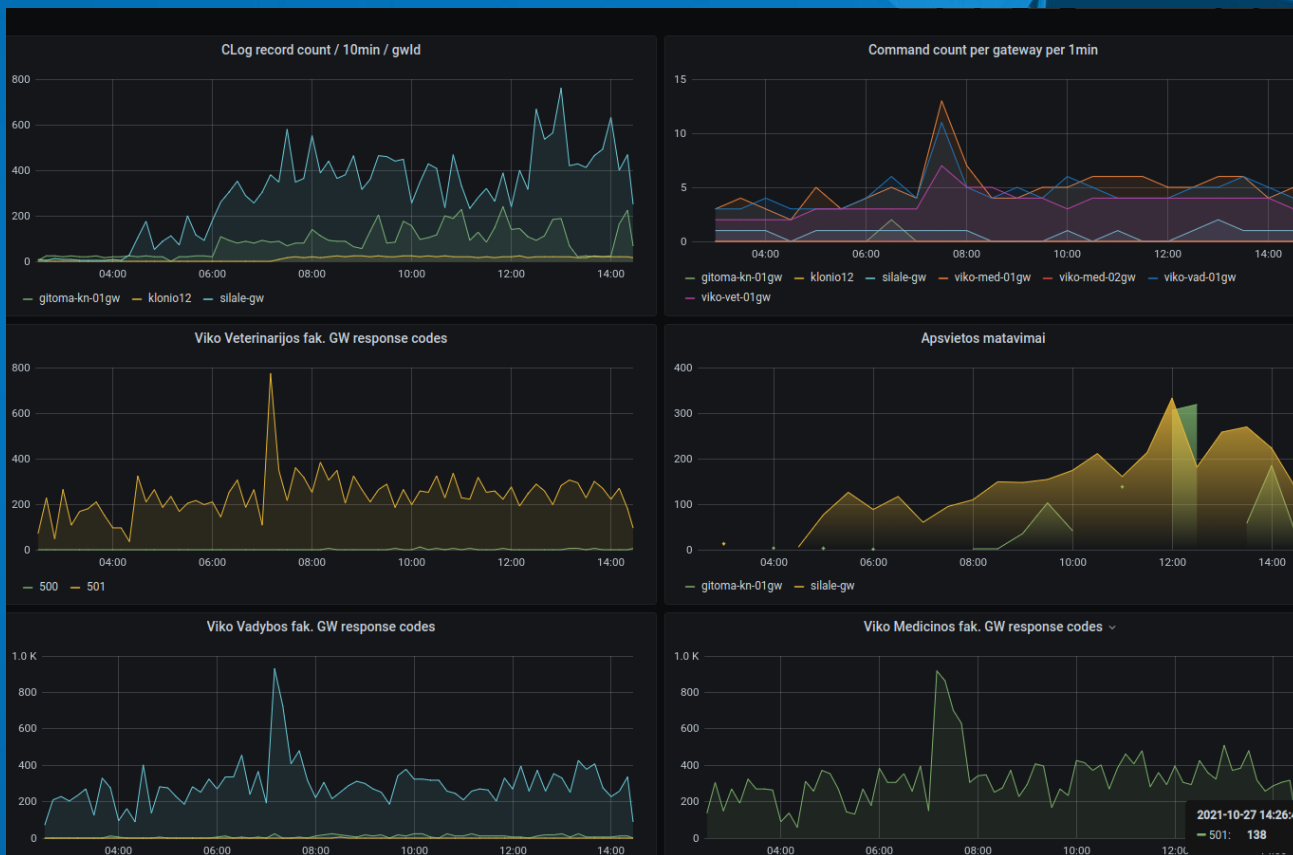 CLog record count / 10min / gwId
800
600
400
200
0
04:00 06:00 08:00 10:00 12:00 14:00
gitoma-kn-01gw klonio12 silale-gw
Command count per gateway per 1min
15
10
5
0
04:00 06:00 08:00 10:00 12:00 14:00
gitoma-kn-01gw klonio12 silale-gw viko-med-01gw viko-med-02gw viko-vad-01gw
viko-vet-01gw
Viko Veterinarijos fak. GW response codes
800
600
400
200
0
04:00 06:00 08:00 10:00 12:00 14:00
500 501
Apsvietos matavimai
400
300
200
100
0
04:00 06:00 08:00 10:00 12:00 14:00
gitoma-kn-01gw silale-gw
Viko Vadybos fak. GW response codes
1.0 K
800
600
400
200
0
04:00 06:00 08:00 10:00 12:00 14:00
Viko Medicinos fak. GW response codes
1.0 K
800
600
400
200
0
04:00 06:00 08:00 10:00
2021-10-27 14:26:
501: 138